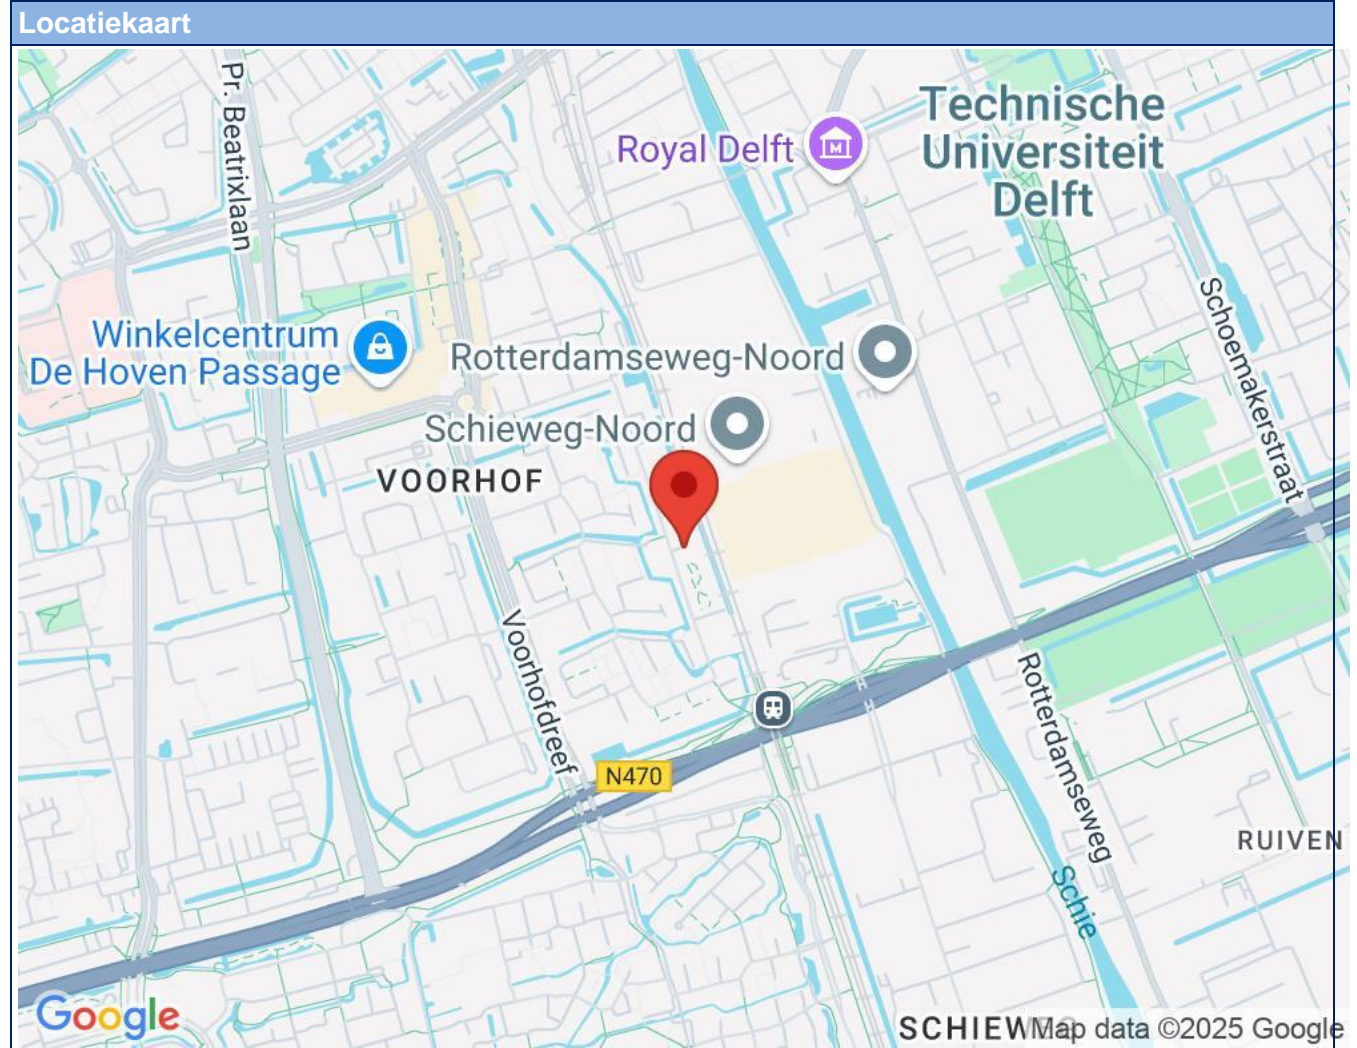 Locatiekaart
Pr. Beatrixlaan
Royal Delft
Technische
Universiteit
Delft
Schoemakerstraat
Winkelcentrum
De Hoven Passage
Rotterdamseweg-Noord
Schieweg-Noord
VOORHOF
Voorhofdreef
N470
Rotterdamseweg
RUIVEN
Schie
Google
SCHIEW
Map data ©2025 Google